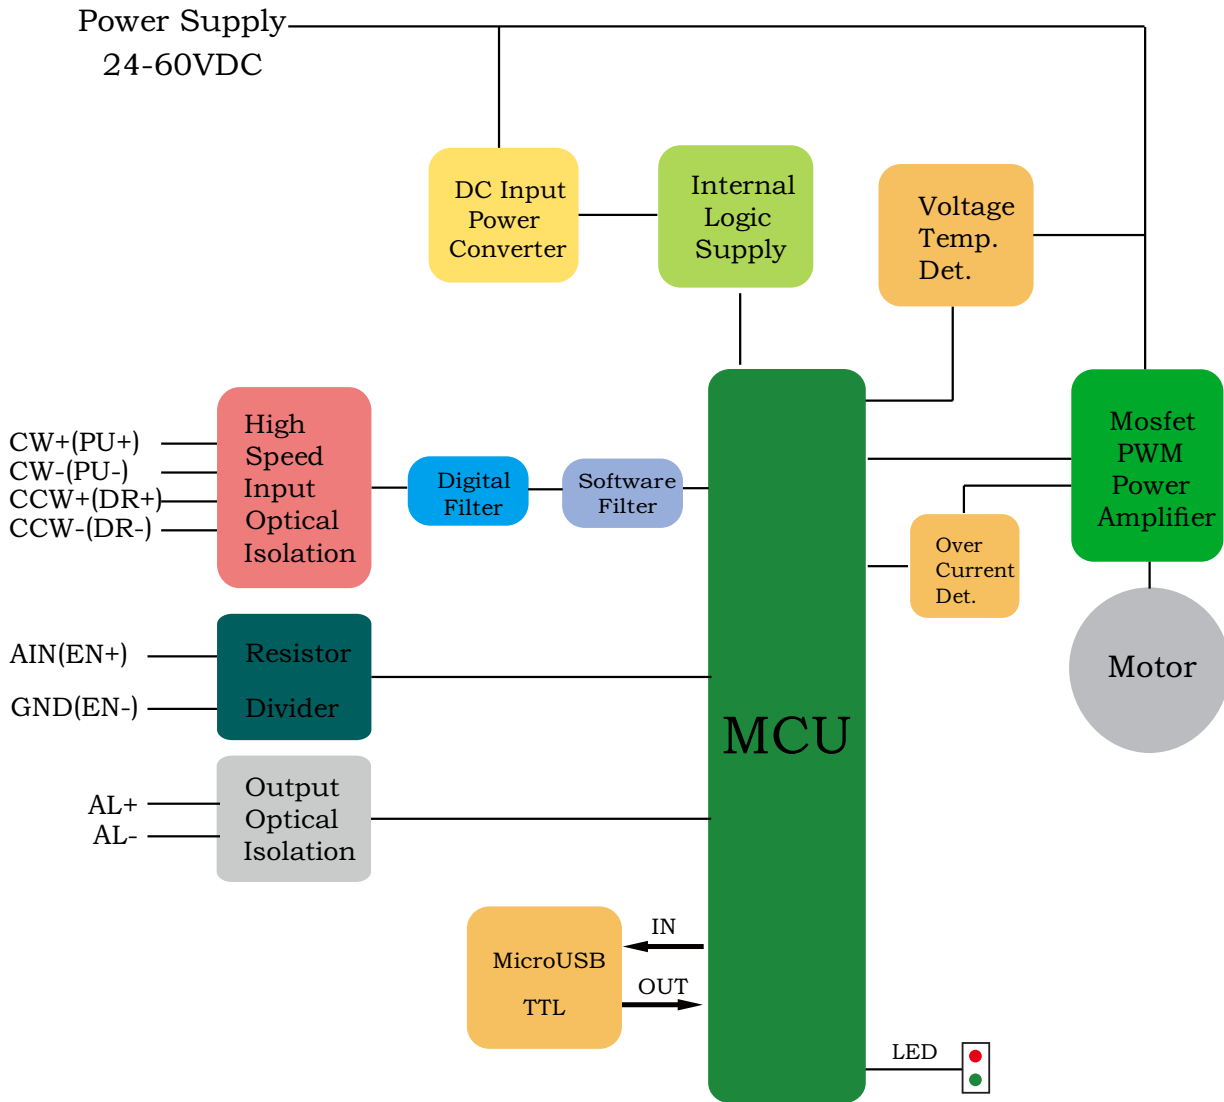 Power Supply
24-60VDC
DC Input
Power
Converter
Internal
Logic
Supply
Voltage
Temp.
Det.
CW+(PU+)
CW-(PU-)
CCW+(DR+)
CCW-(DR-)
High
Speed
Input
Optical
Isolation
Digital
Filter
Software
Filter
Mosfet
PWM
Power
Amplifier
Over
Current
Det.
Motor
AIN(EN+)
GND(EN-)
Resistor
Divider
MCU
AL+
AL-
Output
Optical
Isolation
MicroUSB
TTL
IN
OUT
LED